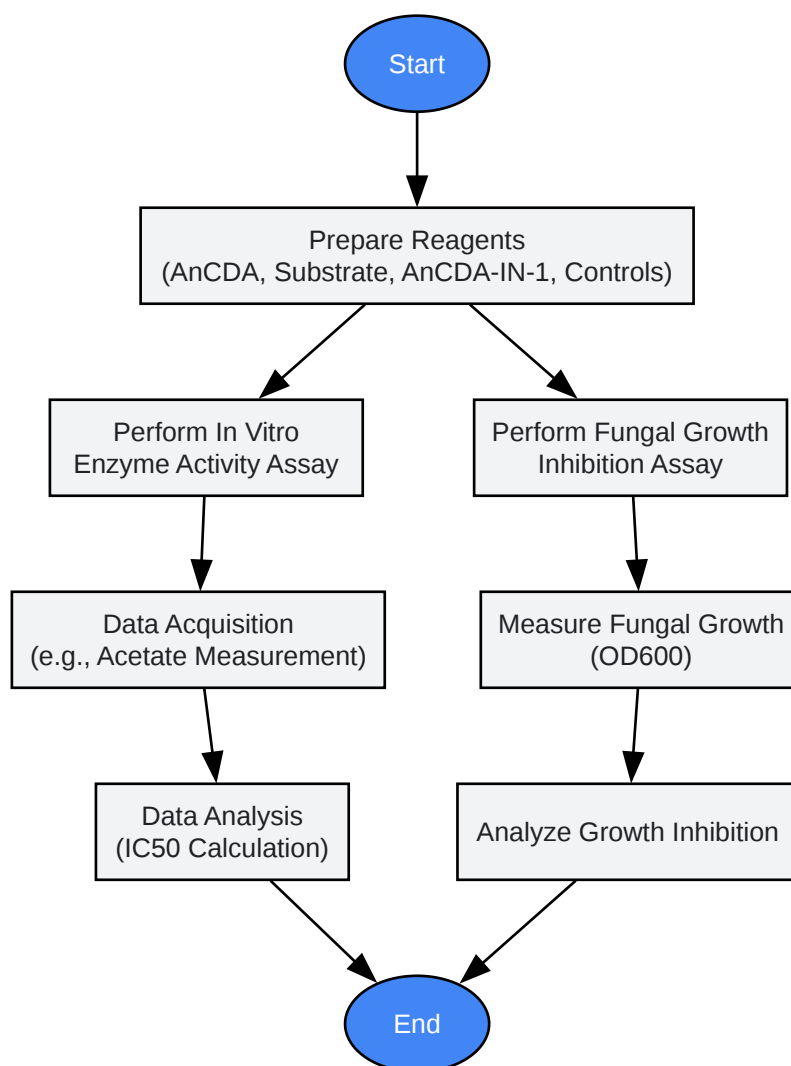 Start
Prepare Reagents
(AnCDA, Substrate, AnCDA-IN-1, Controls)
Perform In Vitro
Enzyme Activity Assay
Perform Fungal Growth
Inhibition Assay
Data Acquisition
(e.g., Acetate Measurement)
Measure Fungal Growth
(OD600)
Data Analysis
(IC50 Calculation)
Analyze Growth Inhibition
End